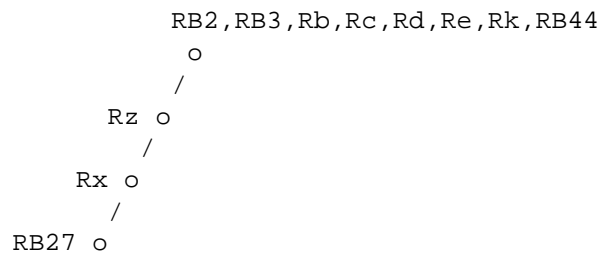 RB2,RB3,Rb,Rc,Rd,Re,Rk,RB44
o
/
Rz o
/
Rx o
/
RB27 o